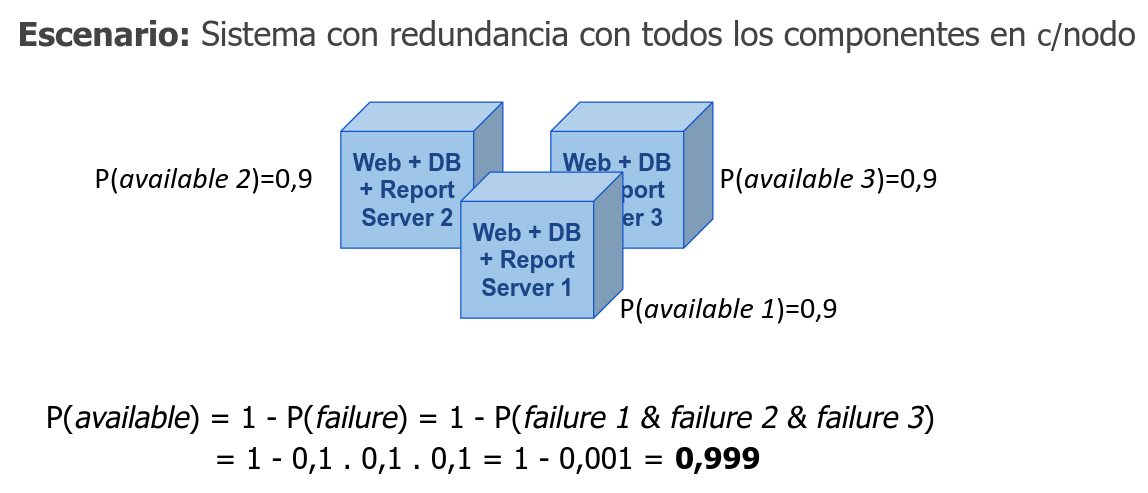 Escenario: Sistema con redundancia con todos los componentes en c/nodo
P(available 2)=0,9
Web + DB
+ Report
Server 2
Web + DB
port
er 3
P(available 3)=0,9
Web + DB
+ Report
Server 1
P(available 1)=0,9
P(available) = 1 - P(failure) = 1 - P(failure 1 & failure 2 & failure 3)
= 1 - 0,1 . 0,1 . 0,1 = 1 - 0,001 = 0,999